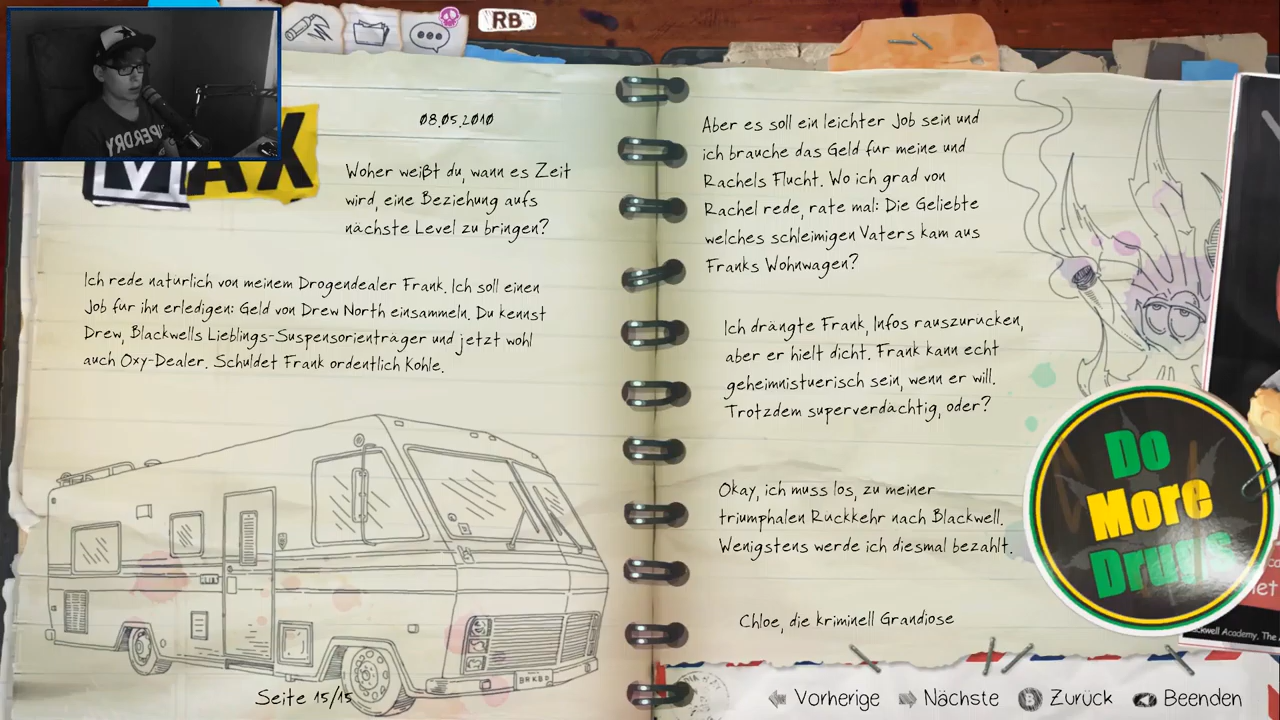 RB
MAX
08.05.2010
Woher weißt du, wann es Zeit
wird, eine Beziehung aufs
nächste Level zu bringen?
Ich rede natürlich von meinem Drogendealer Frank. Ich soll einen
Job fur ihn erledigen: Geld von Drew North einsammeln. Du kennst
Drew, Blackwells Lieblings-Suspensorienträger und jetzt wohl
auch Oxy-Dealer. Schuldet Frank ordentlich Kohle.
Seite 15/15
Aber es soll ein leichter Job sein und
ich brauche das Geld fur meine und
Rachels Flucht. Wo ich grad von
Rachel rede, rate mal: Die Geliebte
welches schleimigen Vaters kam aus
Franks Wohnwagen?
Ich drängte Frank, Infos rauszurucken,
aber er hielt dicht. Frank kann echt
geheimnistuerisch sein, wenn er will.
Trotzdem superverdächtig, oder?
Okay, ich muss los, zu meiner
triumphalen Ruckkehr nach Blackwell.
Wenigstens werde ich diesmal bezahlt.
Chloe, die kriminell Grandiose
Do
More
Drugs
Vorherige
Nächste
B Zurück
Beenden